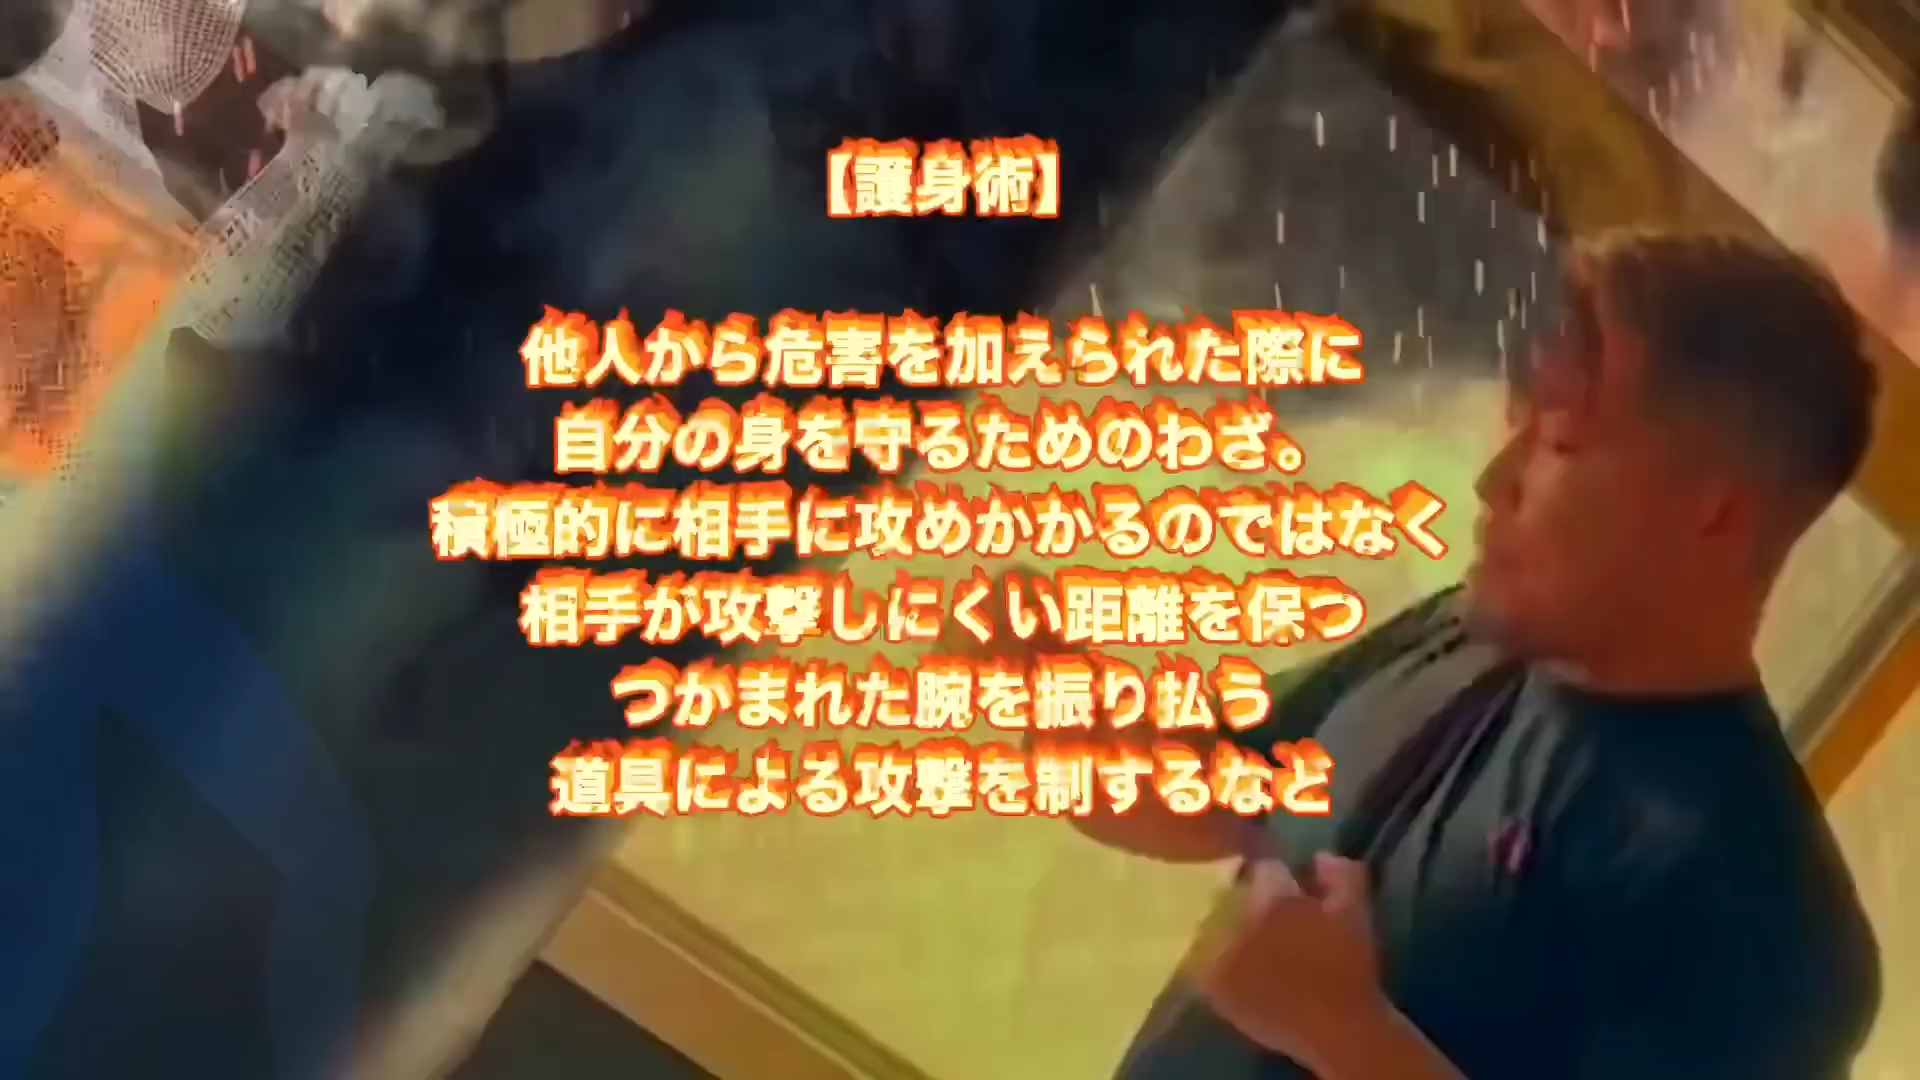 【護身術】
他人から危害を加えられた際に
自分の身を守るためのわざ。
積極的に相手に攻めかかるのではなく
相手が攻撃しにくい距離を保つ
つかまれた腕を振り払う
道具による攻撃を制するなど